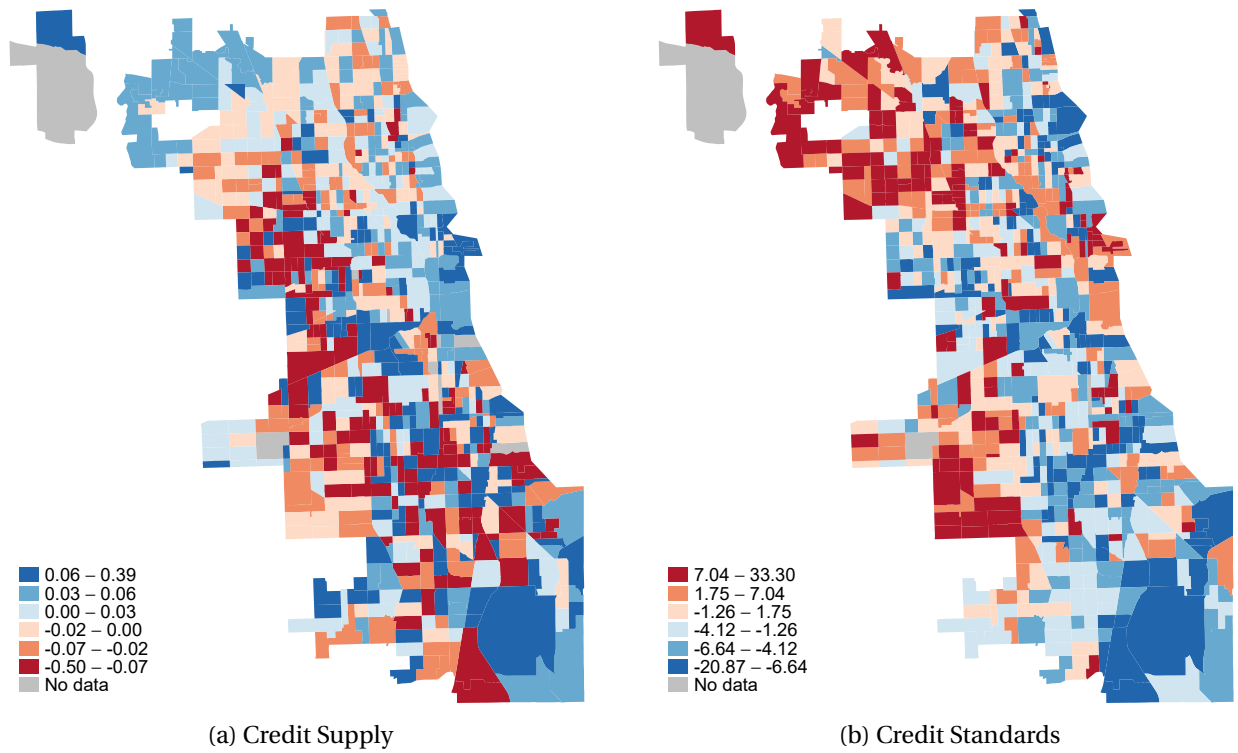 0.06 – 0.39
0.03 – 0.06
0.00 – 0.03
-0.02 – 0.00
-0.07 – -0.02
-0.50 – -0.07
No data
(a) Credit Supply
7.04 – 33.30
1.75 – 7.04
-1.26 – 1.75
-4.12 – -1.26
-6.64 – -4.12
-20.87 – -6.64
No data
(b) Credit Standards